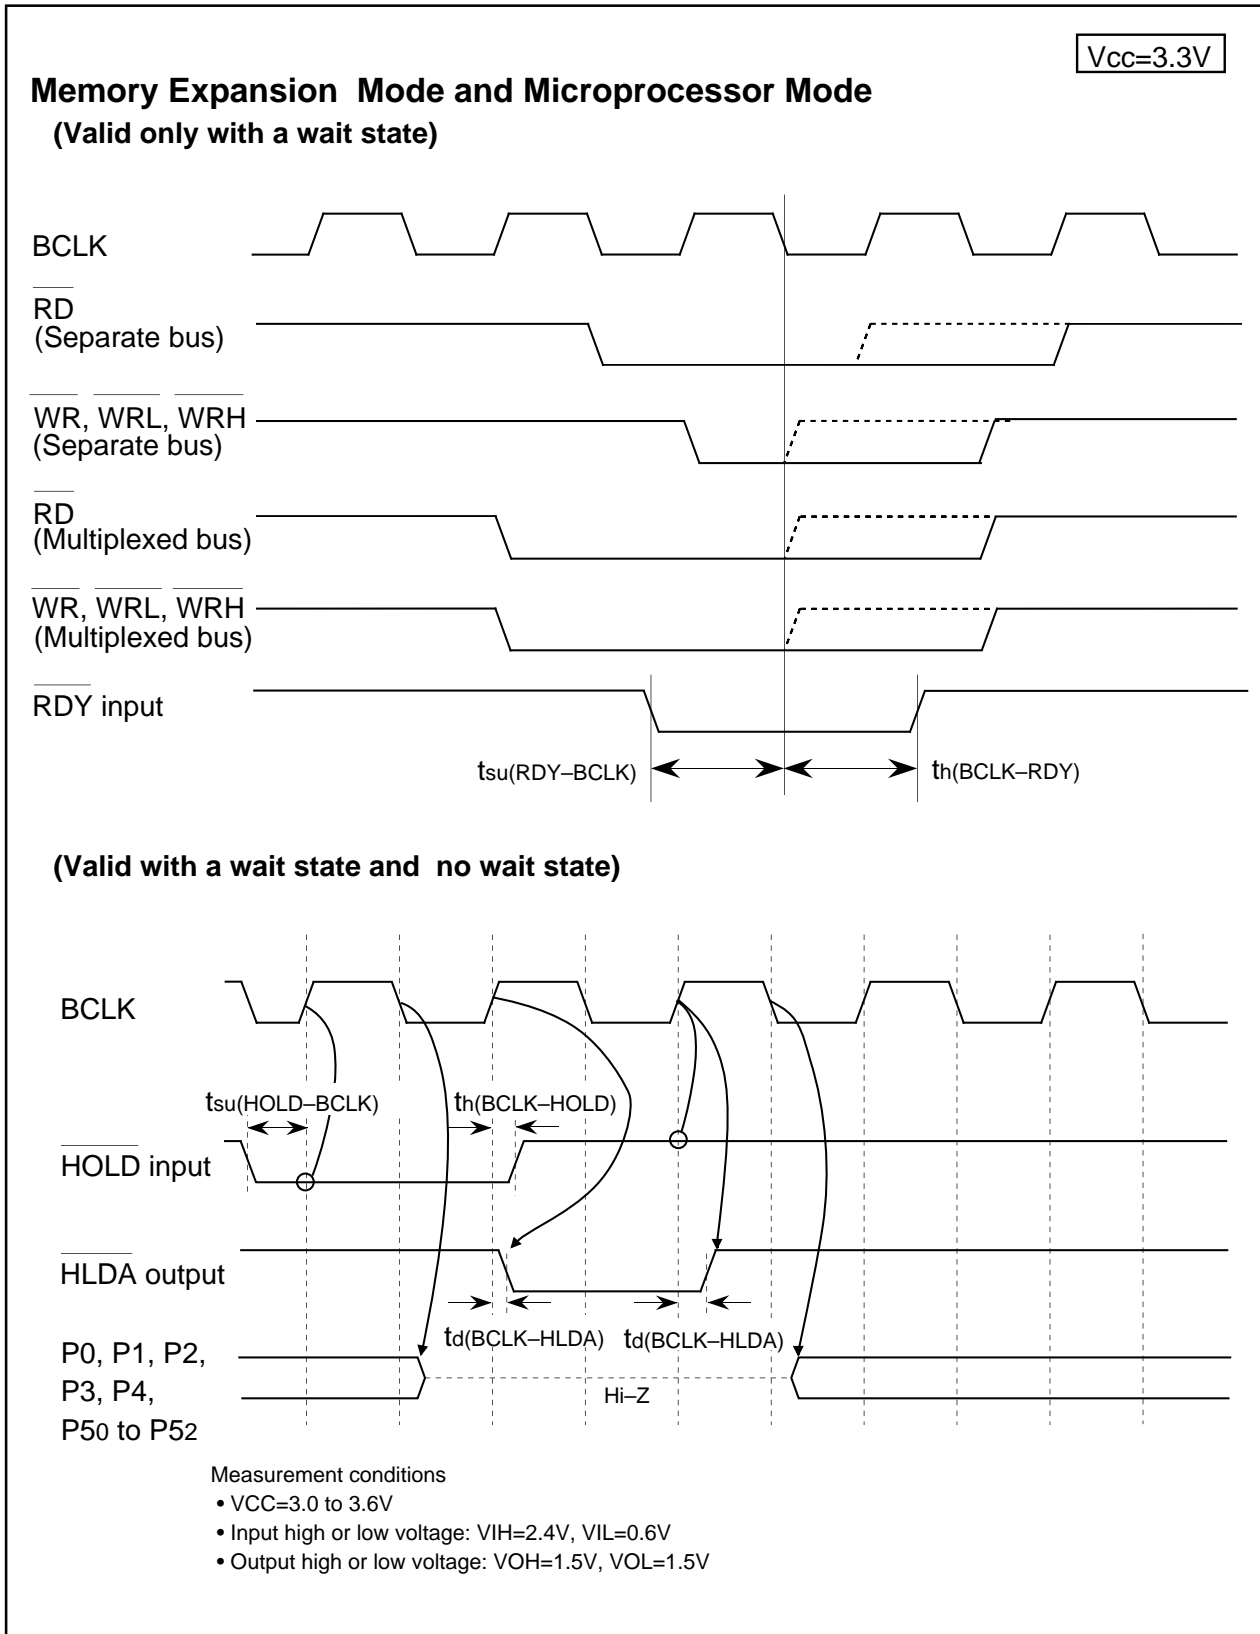 Vcc=3.3V
Memory Expansion Mode and Microprocessor Mode
(Valid only with a wait state)
BCLK
RD
(Separate bus)
WR, WRL, WRH
(Separate bus)
RD
(Multiplexed bus)
WR, WRL, WRH
(Multiplexed bus)
RDY input
tsu(RDY–BCLK)
th(BCLK–RDY)
(Valid with a wait state and no wait state)
BCLK
tsu(HOLD–BCLK)
th(BCLK–HOLD)
HOLD input
HLDA output
td(BCLK–HLDA)
td(BCLK–HLDA)
P0, P1, P2,
P3, P4,
P50 to P52
Hi–Z
Measurement conditions
• VCC=3.0 to 3.6V
• Input high or low voltage: VIH=2.4V, VIL=0.6V
• Output high or low voltage: VOH=1.5V, VOL=1.5V